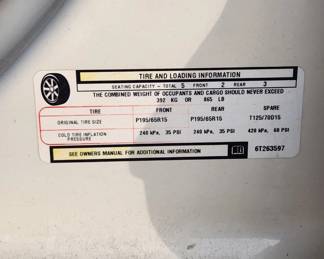 TIRE AND LOADING INFORMATION
SEATING CAPACITY - TOTAL 5 FRONT 2 REAR 3
THE COMBINED WEIGHT OF OCCUPANTS AND CARGO SHOULD NEVER EXCEED
392 KG OR 865 LB
TIRE FRONT REAR SPARE
ORIGINAL TIRE SIZE P195/65R15 P195/65R15 T125/70D15
COLD TIRE INFLATION PRESSURE 240 kPa, 35 PSI 240 kPa, 35 PSI 420 kPa, 60 PSI
SEE OWNERS MANUAL FOR ADDITIONAL INFORMATION 6T263597